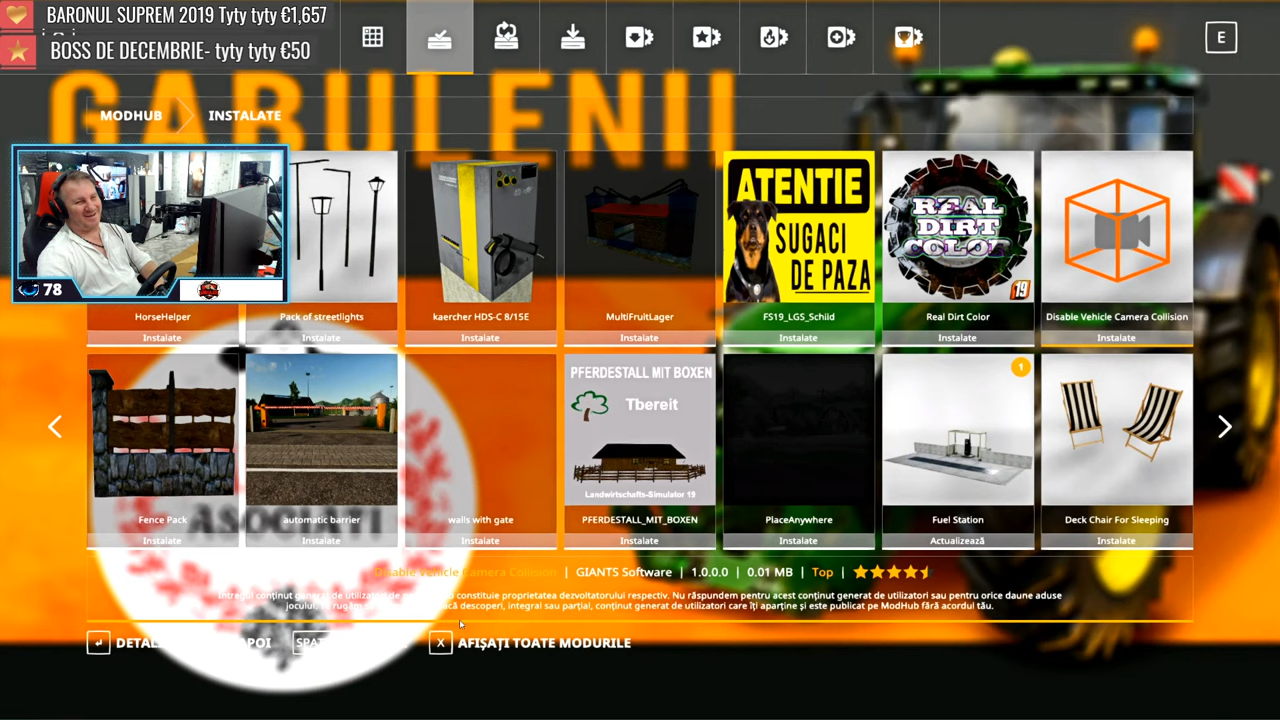 BARONUL SUPREM 2019 Tyty tyty €1,657
BOSS DE DECEMBRIE- tyty tyty €50
E
GABULENII
MODHUB INSTALATE
78
ATENTIE
SUGACI
DE PAZA
REAL
DIRT
COLOR
19
HorseHelper
Pack of streetlights
kaercher HDS-C 8/15E
MultiFruitLager
FS19_LGS_Schild
Real Dirt Color
Disable Vehicle Camera Collision
Instalate
Instalate
Instalate
Instalate
Instalate
Instalate
Instalate
PFERDESTALL MIT BOXEN
Tbereit
Landwirtschafts-Simulator 19
1
Fence Pack
automatic barrier
walls with gate
PFERDESTALL_MIT_BOXEN
PlaceAnywhere
Fuel Station
Deck Chair For Sleeping
Instalate
Instalate
Instalate
Instalate
Instalate
Actualizează
Instalate
Disable Vehicle Camera Collision | GIANTS Software | 1.0.0.0 | 0.01 MB | Top |
Întregul conținut generat de utilizatori de constituie proprietatea dezvoltatorului respectiv. Nu răspundem pentru acest conținut generat de utilizatori sau pentru orice daune aduse
jocului. rugăm dacă descoperi, integral sau parțial, conținut generat de utilizatori care îți aparține și este publicat pe ModHub fără acordul tău.
DETAL POI SPAT X AFIȘAȚI TOATE MODURILE